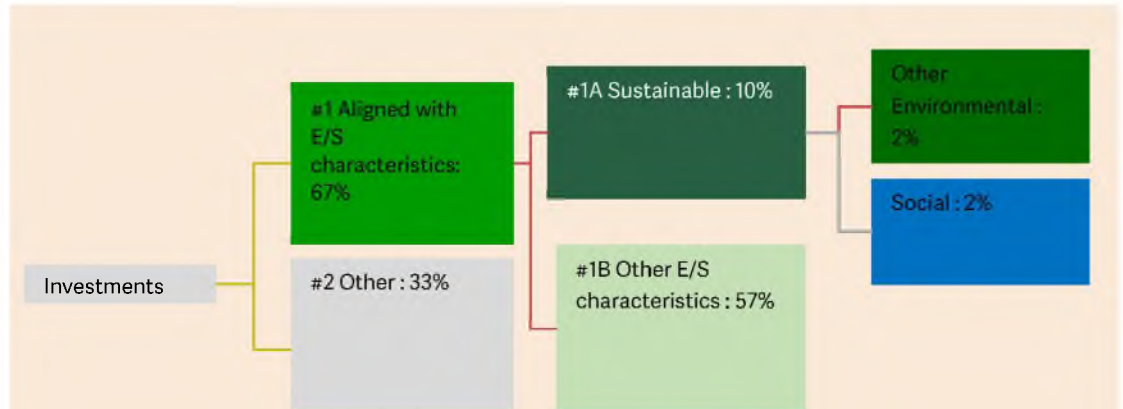 Investments
#1 Aligned with
E/S
characteristics:
67%
#2 Other : 33%
#1A Sustainable : 10%
#1B Other E/S
characteristics : 57%
Other
Environmental :
2%
Social : 2%